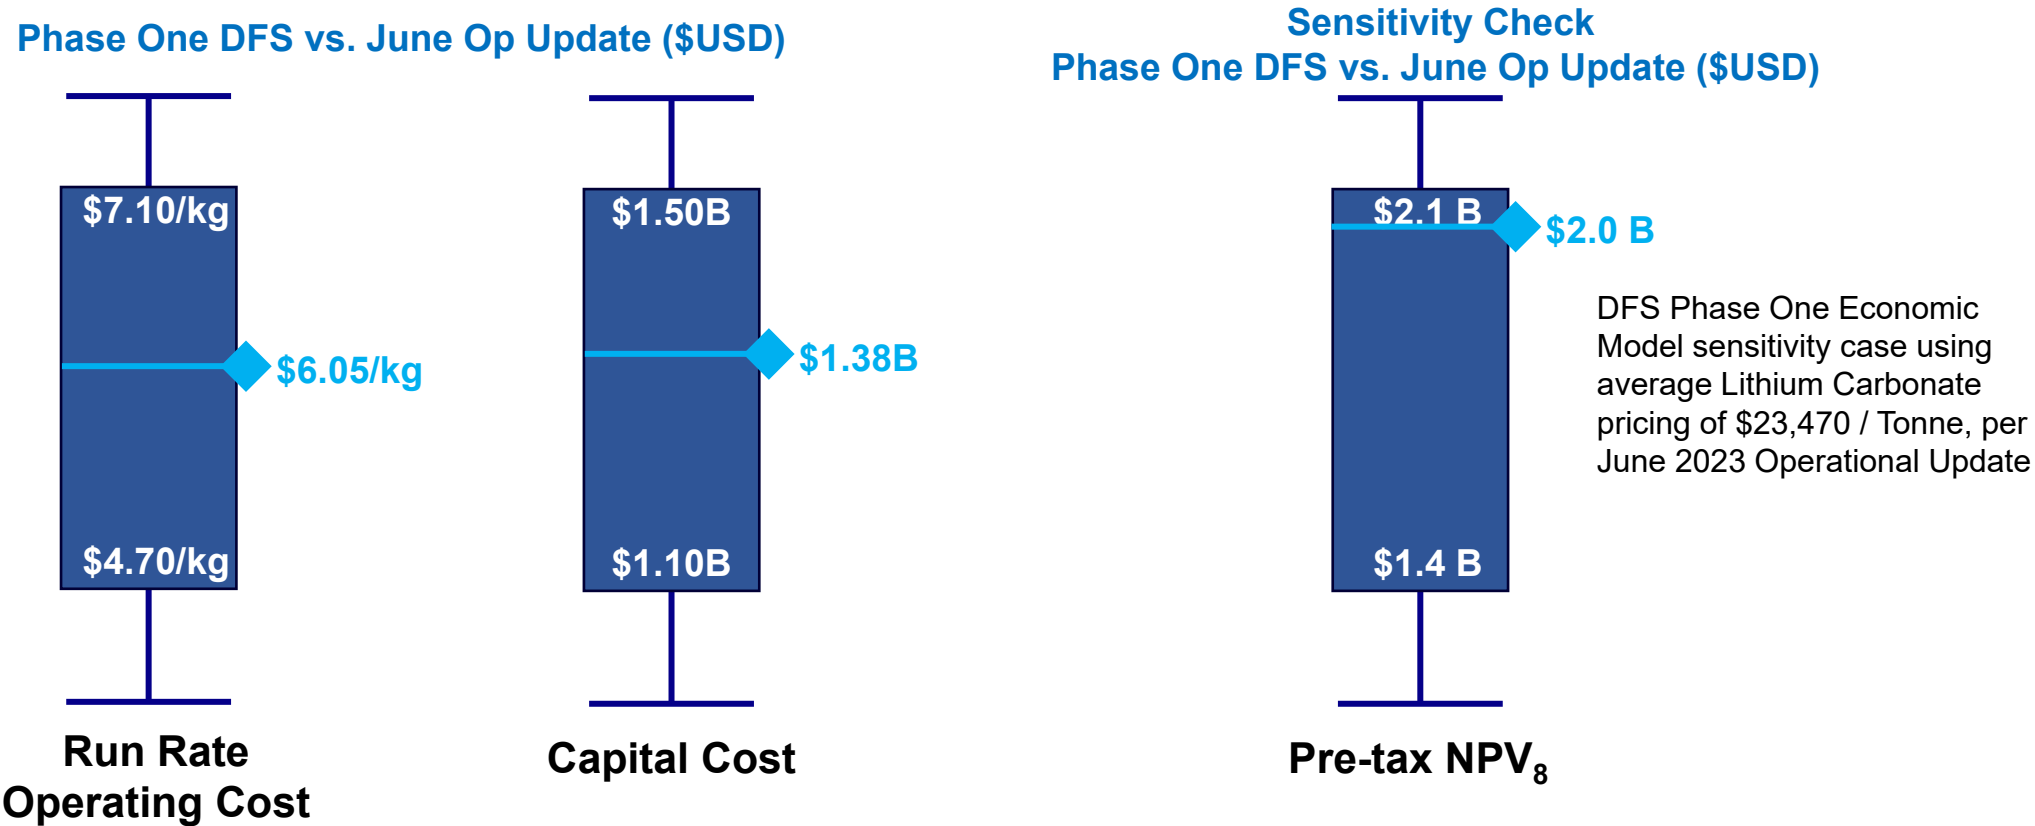 Phase One DFS vs. June Op Update ($USD)
$7.10/kg
$6.05/kg
$4.70/kg
Run Rate
Operating Cost
$1.50B
$1.38B
$1.10B
Capital Cost
Sensitivity Check
Phase One DFS vs. June Op Update ($USD)
$2.1 B
$2.0 B
$1.4 B
Pre-tax NPV₈
DFS Phase One Economic
Model sensitivity case using
average Lithium Carbonate
pricing of $23,470 / Tonne, per
June 2023 Operational Update